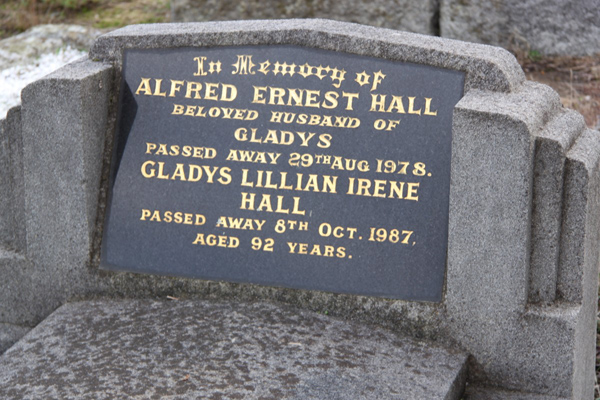 In Memory of
ALFRED ERNEST HALL
BELOVED HUSBAND OF
GLADYS
PASSED AWAY 29TH AUG 1978.
GLADYS LILLIAN IRENE
HALL
PASSED AWAY 8TH OCT. 1987,
AGED 92 YEARS.